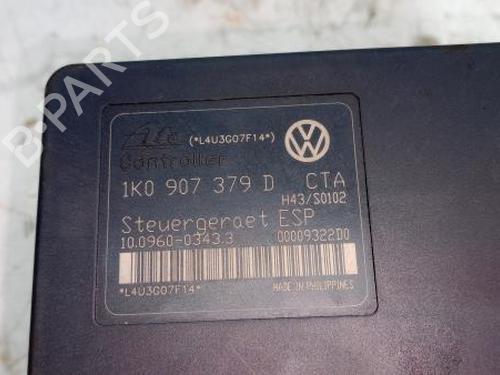 Ate (*L4U3G07F14*)
Controller
1K0 907 379 D CTA
H43/S0102
Steuergeraet ESP
10.0960-0343.3 00009322D0
*L4U3G07F14* MADE IN PHILIPPINES